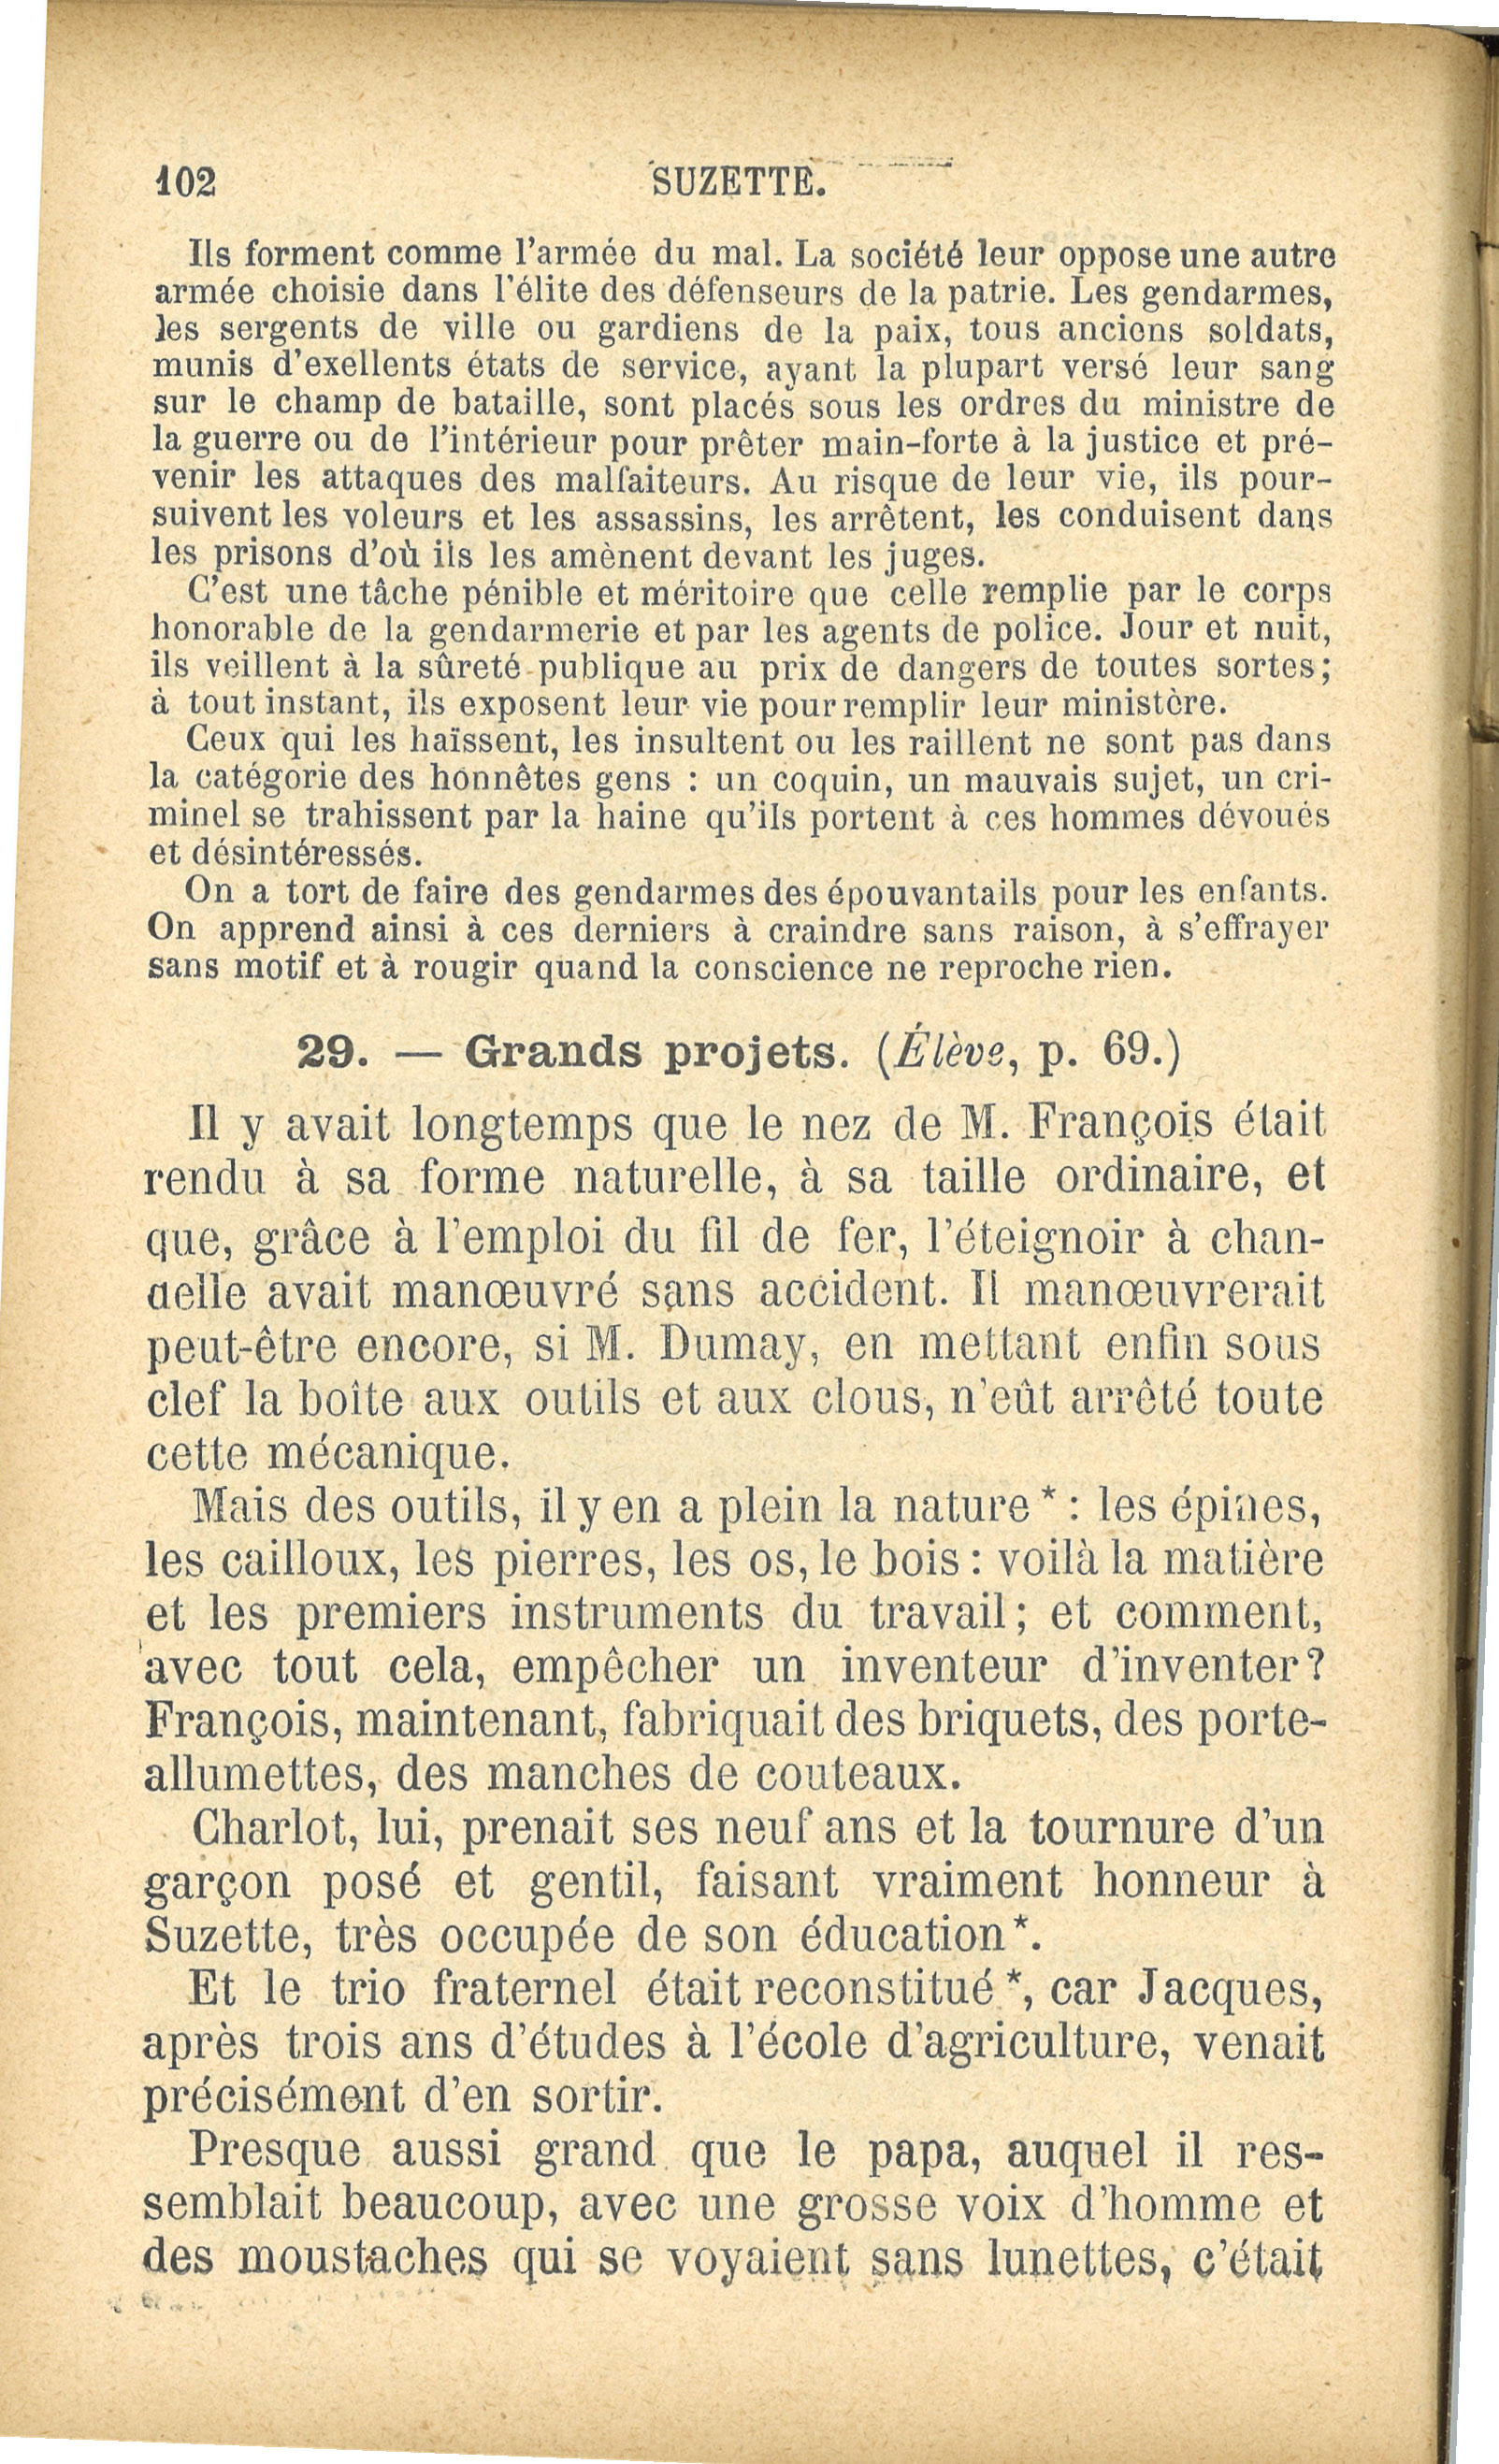 102 SUZETTE.
Ils forment comme l'armée du mal. La société leur oppose une autre
armée choisie dans l'élite des défenseurs de la patrie. Les gendarmes,
les sergents de ville ou gardiens de la paix, tous anciens soldats,
munis d'exellents états de service, ayant la plupart versé leur sang
sur le champ de bataille, sont placés sous les ordres du ministre de
la guerre ou de l'intérieur pour prêter main-forte à la justice et pré-
venir les attaques des malfaiteurs. Au risque de leur vie, ils pour-
suivent les voleurs et les assassins, les arrêtent, les conduisent dans
les prisons d'où ils les amènent devant les juges.
C'est une tâche pénible et méritoire que celle remplie par le corps
honorable de la gendarmerie et par les agents de police. Jour et nuit,
ils veillent à la sûreté publique au prix de dangers de toutes sortes;
à tout instant, ils exposent leur vie pour remplir leur ministère.
Ceux qui les haïssent, les insultent ou les raillent ne sont pas dans
la catégorie des honnêtes gens : un coquin, un mauvais sujet, un cri-
minel se trahissent par la haine qu'ils portent à ces hommes dévoués
et désintéressés.
On a tort de faire des gendarmes des épouvantails pour les enfants.
On apprend ainsi à ces derniers à craindre sans raison, à s'effrayer
sans motif et à rougir quand la conscience ne reproche rien.
29. — Grands projets. (Élève, p. 69.)
Il y avait longtemps que le nez de M. François était
rendu à sa forme naturelle, à sa taille ordinaire, et
que, grâce à l'emploi du fil de fer, l'éteignoir à chan-
delle avait manœuvré sans accident. Il manœuvrerait
peut-être encore, si M. Dumay, en mettant enfin sous
clef la boîte aux outils et aux clous, n'eût arrêté toute
cette mécanique.
Mais des outils, il y en a plein la nature * : les épines,
les cailloux, les pierres, les os, le bois : voilà la matière
et les premiers instruments du travail; et comment,
avec tout cela, empêcher un inventeur d'inventer?
François, maintenant, fabriquait des briquets, des porte-
allumettes, des manches de couteaux.
Charlot, lui, prenait ses neuf ans et la tournure d'un
garçon posé et gentil, faisant vraiment honneur à
Suzette, très occupée de son éducation *.
Et le trio fraternel était reconstitué *, car Jacques,
après trois ans d'études à l'école d'agriculture, venait
précisément d'en sortir.
Presque aussi grand que le papa, auquel il res-
semblait beaucoup, avec une grosse voix d'homme et
des moustaches qui se voyaient sans lunettes, c'était